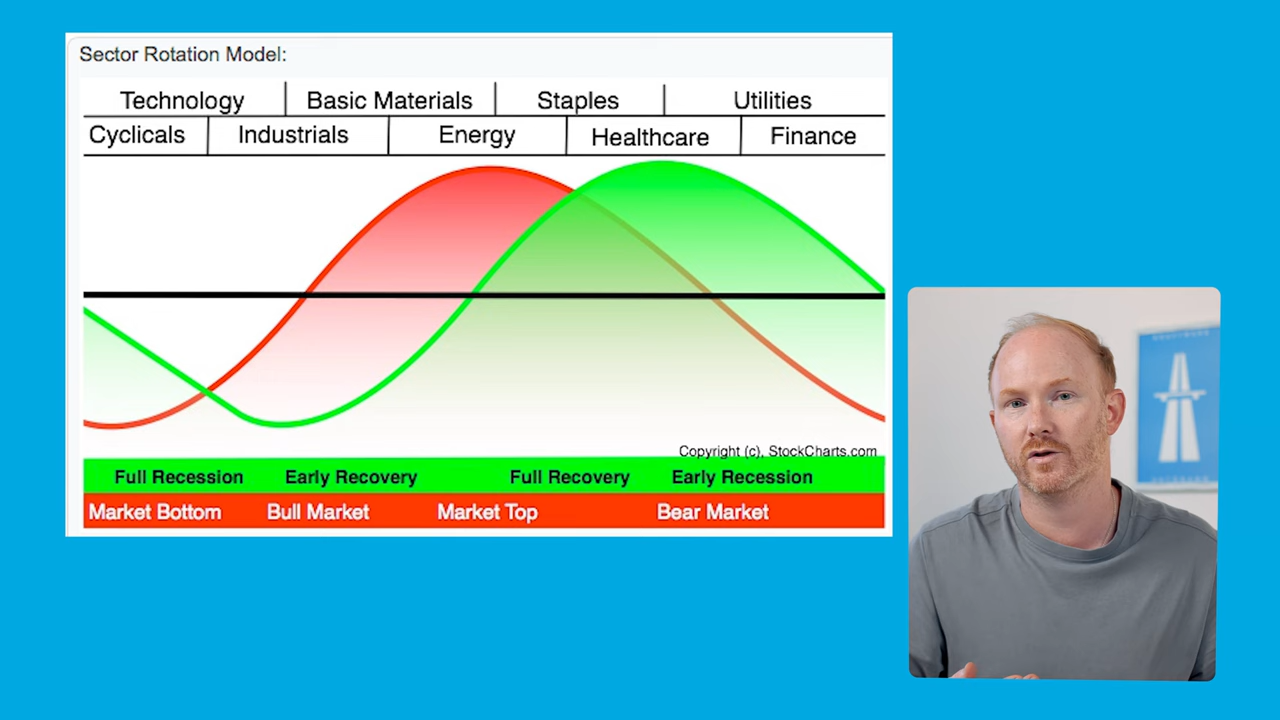 Sector Rotation Model:
Technology Basic Materials Staples Utilities
Cyclicals Industrials Energy Healthcare Finance
Copyright (c), StockCharts.com
Full Recession Early Recovery Full Recovery Early Recession
Market Bottom Bull Market Market Top Bear Market